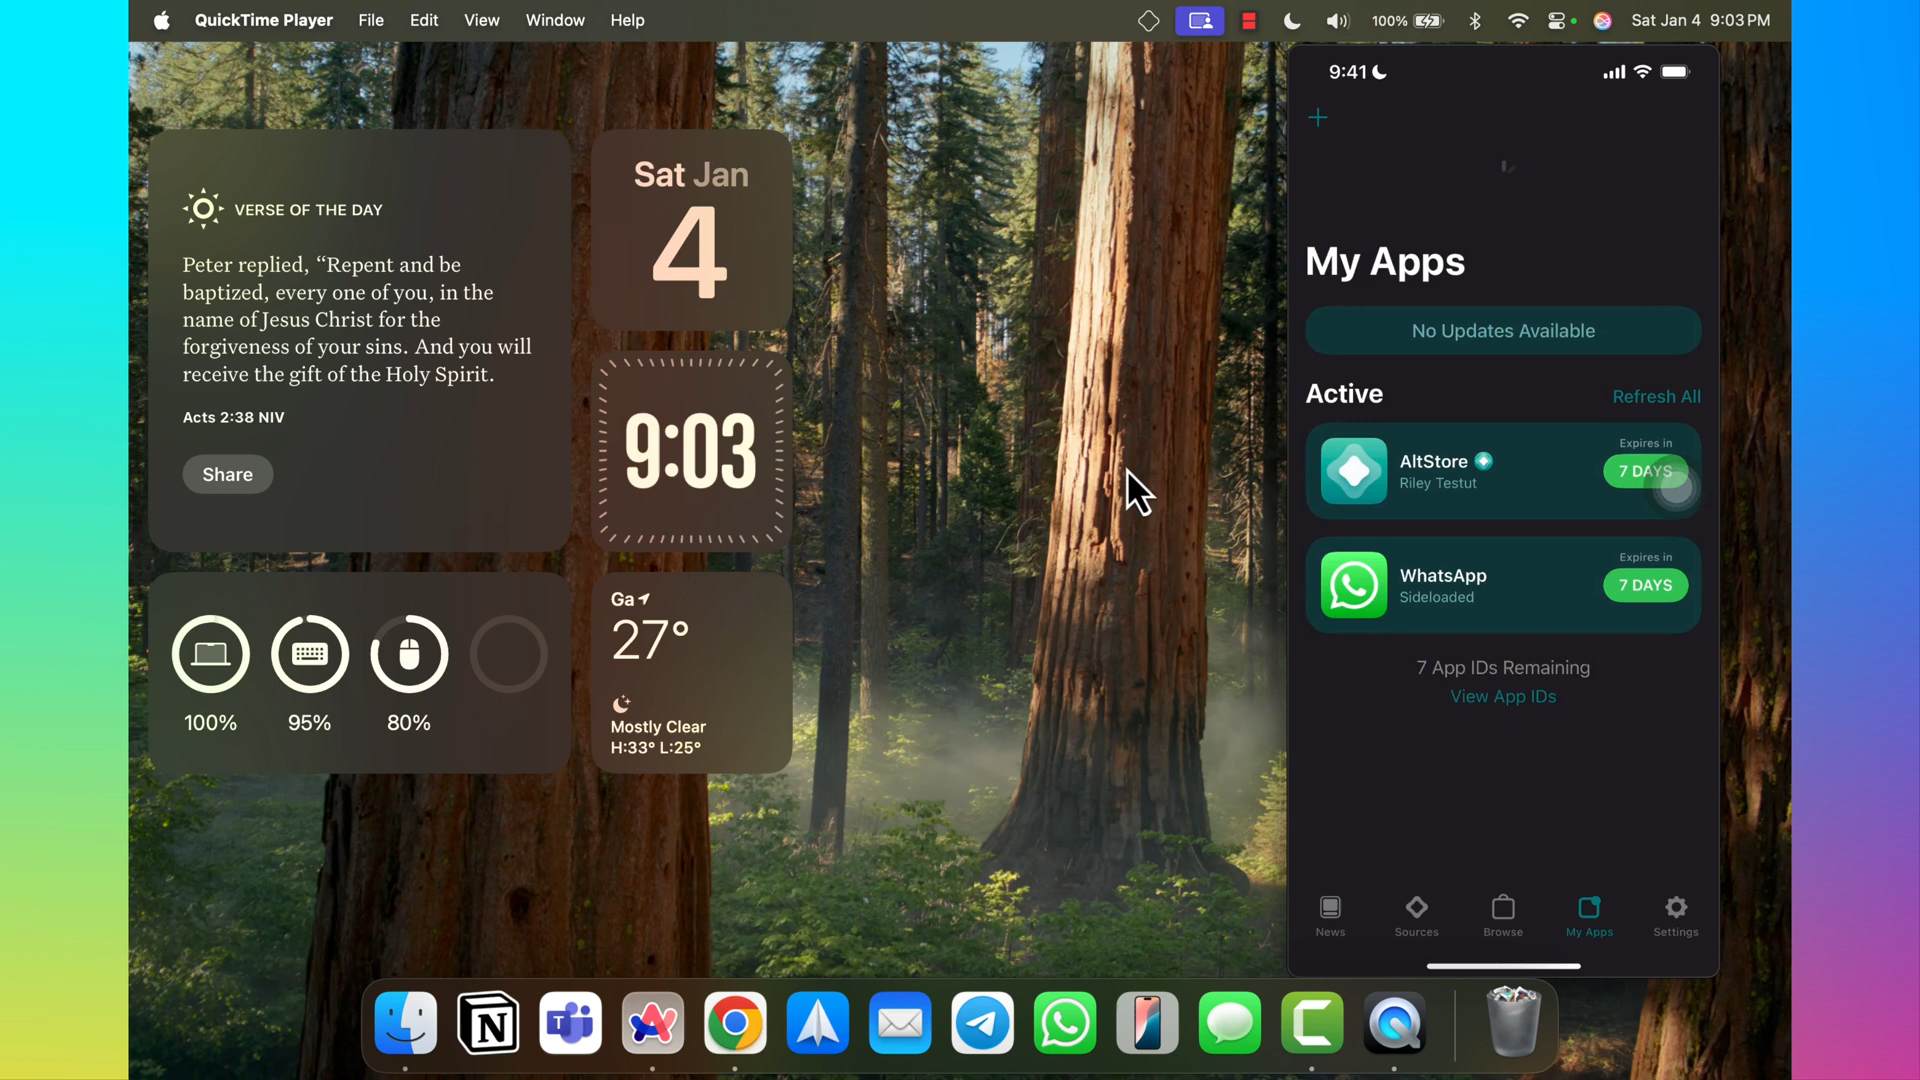 QuickTime Player File Edit View Window Help
100% Sat Jan 4 9:03 PM
VERSE OF THE DAY
Peter replied, “Repent and be
baptized, every one of you, in the
name of Jesus Christ for the
forgiveness of your sins. And you will
receive the gift of the Holy Spirit.
Acts 2:38 NIV
Share
Sat Jan
4
9:03
100% 95% 80%
Ga
27°
Mostly Clear
H:33° L:25°
9:41
My Apps
No Updates Available
Active Refresh All
AltStore
Riley Testut
Expires in
7 DAYS
WhatsApp
Sideloaded
Expires in
7 DAYS
7 App IDs Remaining
View App IDs
News Sources Browse My Apps Settings